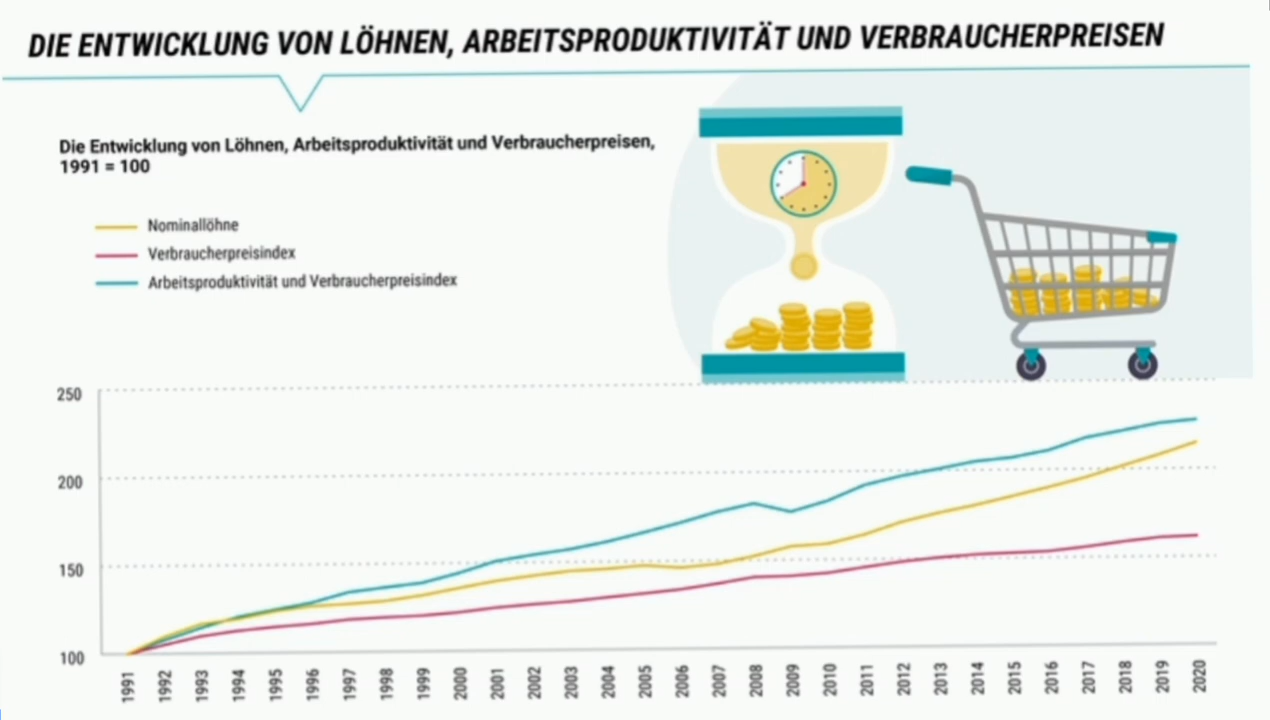 DIE ENTWICKLUNG VON LÖHNEN, ARBEITSPRODUKTIVITÄT UND VERBRAUCHERPREISEN
Die Entwicklung von Löhnen, Arbeitsproduktivität und Verbraucherpreisen,
1991 = 100
Nominallöhne
Verbraucherpreisindex
Arbeitsproduktivität und Verbraucherpreisindex
250
200
150
100
1991 1992 1993 1994 1995 1996 1997 1998 1999 2000 2001 2002 2003 2004 2005 2006 2007 2008 2009 2010 2011 2012 2013 2014 2015 2016 2017 2018 2019 2020